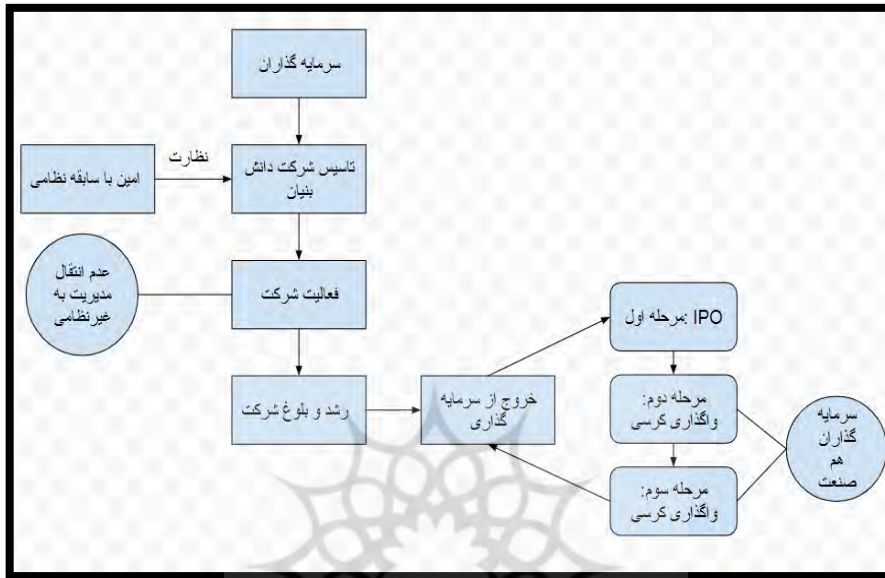 سرمایه گذاران
نظارت
امین با سابقه نظامی
تاسیس شرکت دانش
بنیان
عدم انتقال
مدیریت به
غیرنظامی
فعالیت شرکت
رشد و بلوغ شرکت
خروج از سرمایه
گذاری
مرحله اول: IPO
مرحله دوم:
واگذاری کرسی
مرحله سوم:
واگذاری کرسی
سرمایه
گذاران
هم
صنعت